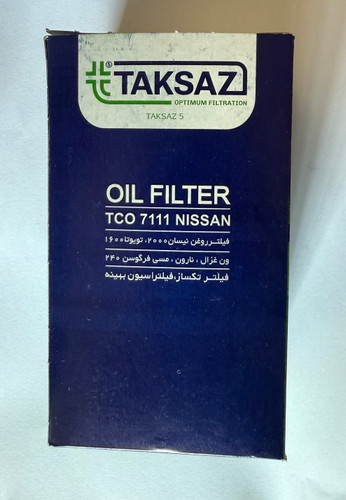 TAKSAZ
OPTIMUM FILTRATION
TAKSAZ 5
OIL FILTER
TCO 7111 NISSAN
فیلتر روغن نیسان ۲۰۰۰، تویوتا ۱۶۰۰
ون غزال ، نارون ، مسی فرگوسن ۲۴۰
فیلتر تکساز، فیلتراسیون بهینه